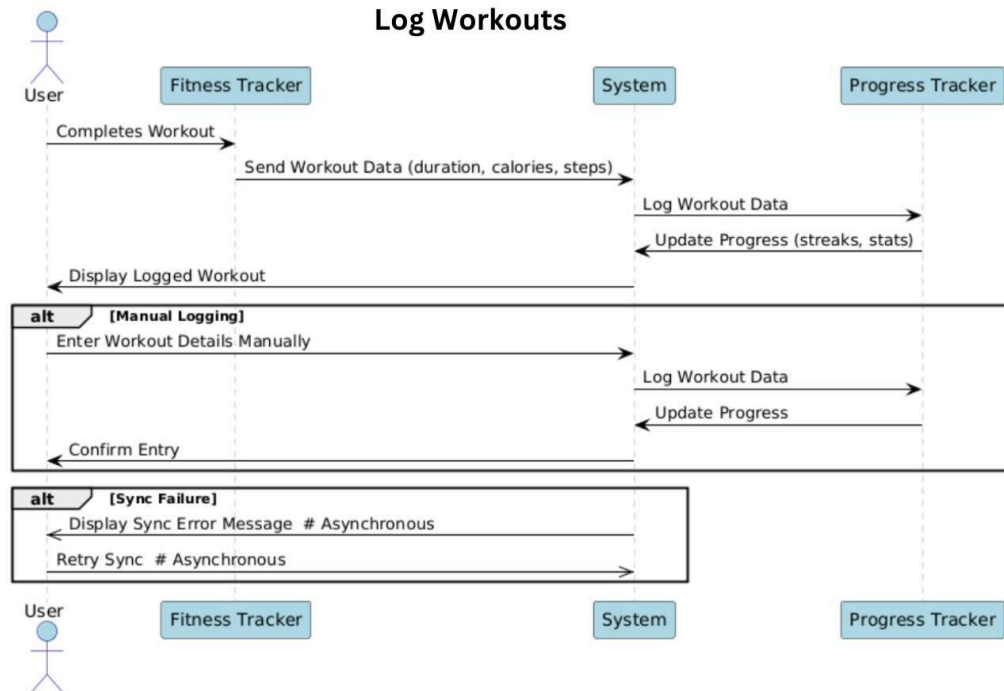 Log Workouts
User
Fitness Tracker
System
Progress Tracker
Completes Workout
Send Workout Data (duration, calories, steps)
Log Workout Data
Update Progress (streaks, stats)
Display Logged Workout
alt [Manual Logging]
Enter Workout Details Manually
Log Workout Data
Update Progress
Confirm Entry
alt [Sync Failure]
Display Sync Error Message # Asynchronous
Retry Sync # Asynchronous
User
Fitness Tracker
System
Progress Tracker